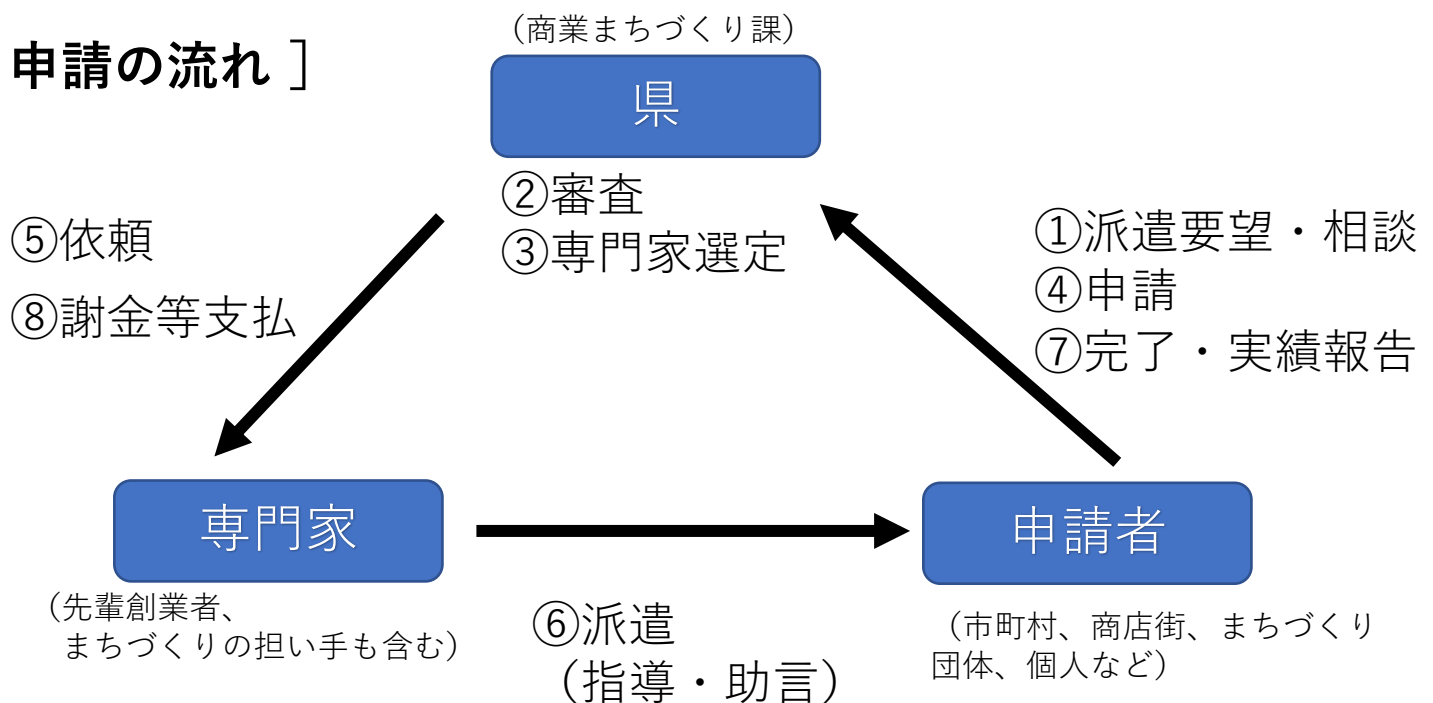 申請の流れ ］
（商業まちづくり課）
県
②審査
③専門家選定
①派遣要望・相談
④申請
⑦完了・実績報告
⑤依頼
⑧謝金等支払
専門家
（先輩創業者、
まちづくりの担い手も含む）
⑥派遣
（指導・助言）
申請者
（市町村、商店街、まちづくり
団体、個人など）